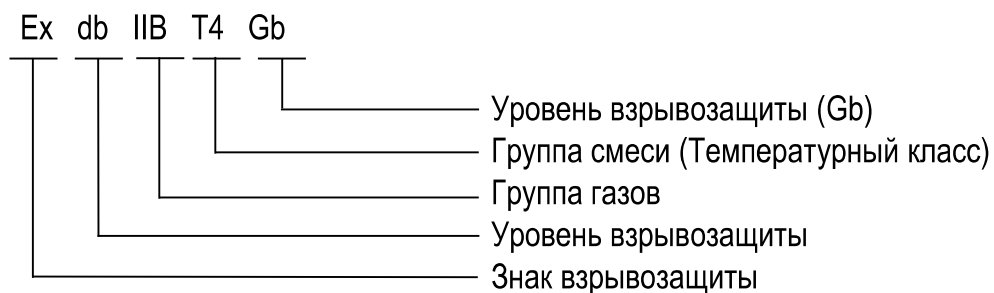 Ex db IIB T4 Gb
Уровень взрывозащиты (Gb)
Группа смеси (Температурный класс)
Группа газов
Уровень взрывозащиты
Знак взрывозащиты